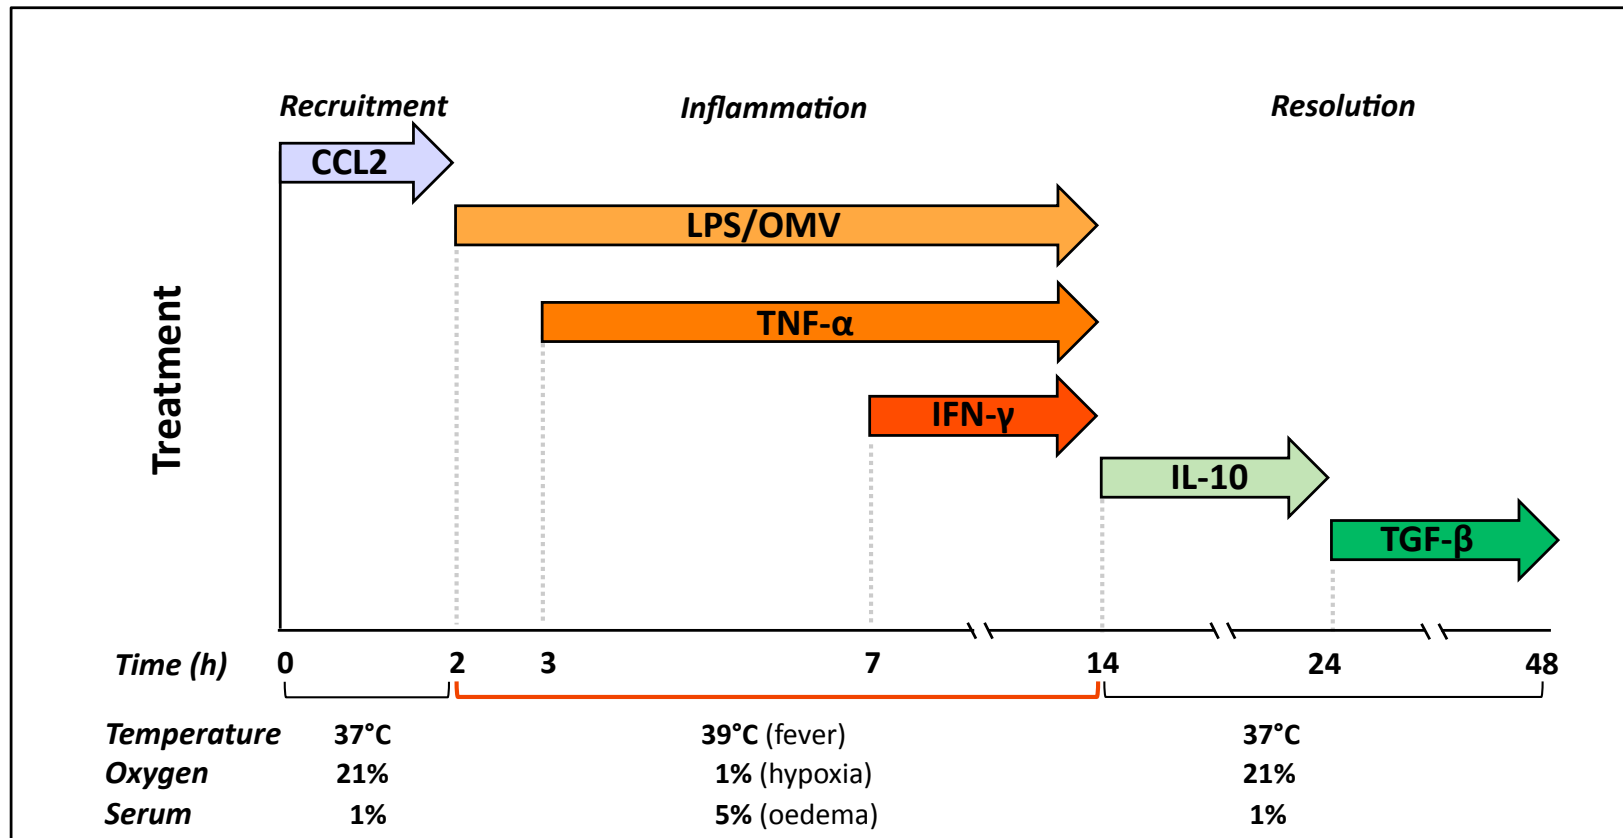 Recruitment Inflammation Resolution
CCL2
LPS/OMV
TNF-α
IFN-γ
IL-10
TGF-β
Treatment
Time (h) 0 2 3 7 14 24 48
Temperature 37°C 39°C (fever) 37°C
Oxygen 21% 1% (hypoxia) 21%
Serum 1% 5% (oedema) 1%